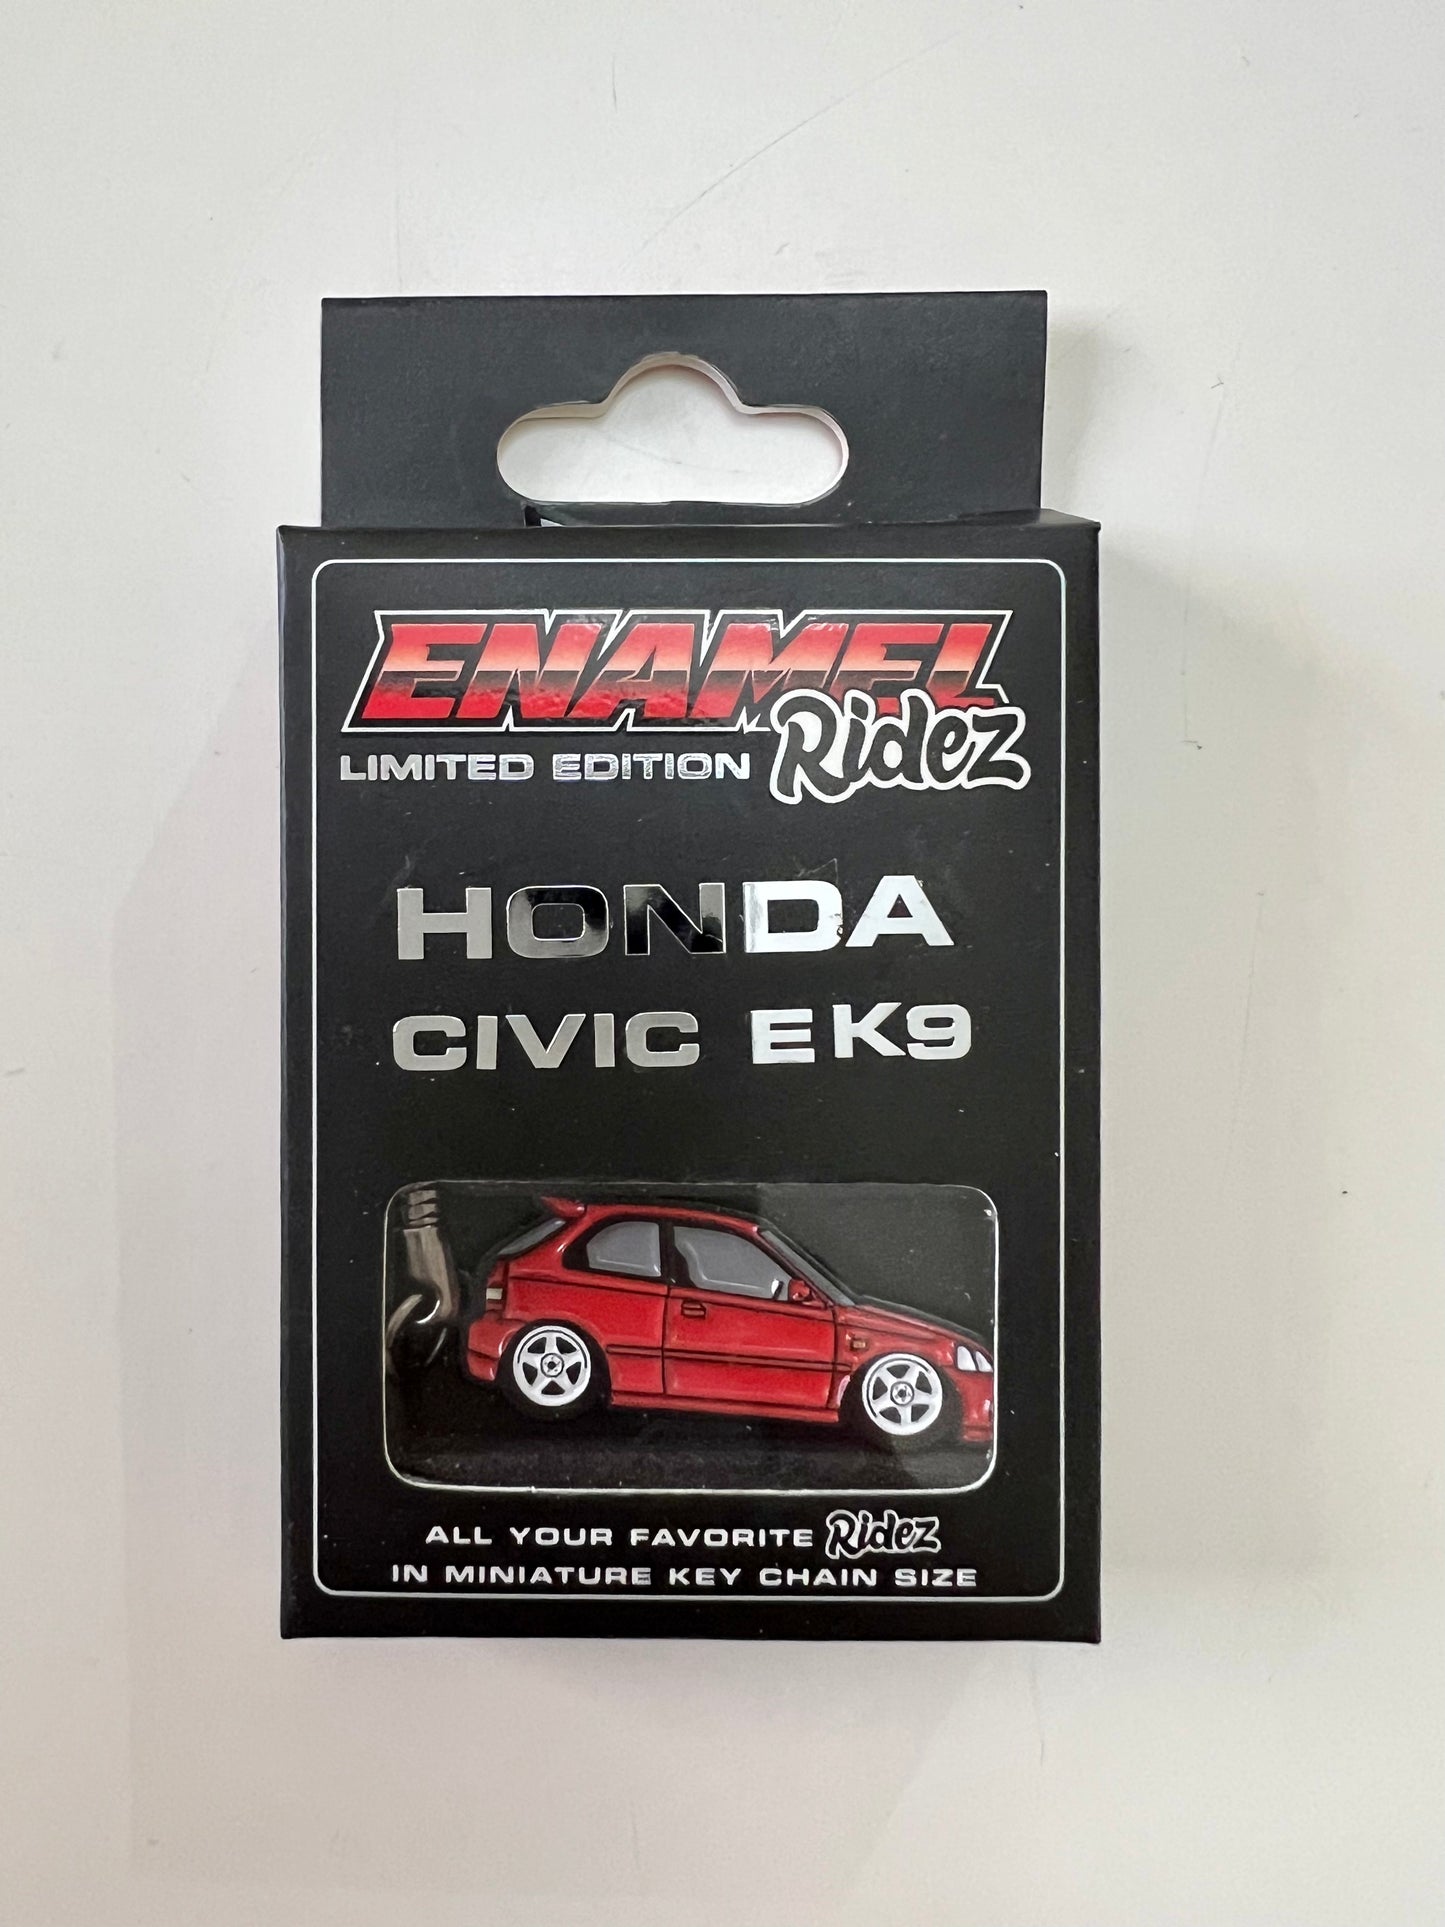 ENAMEL
LIMITED EDITION Ridez
HONDA
CIVIC EK9
ALL YOUR FAVORITE Ridez
IN MINIATURE KEY CHAIN SIZE